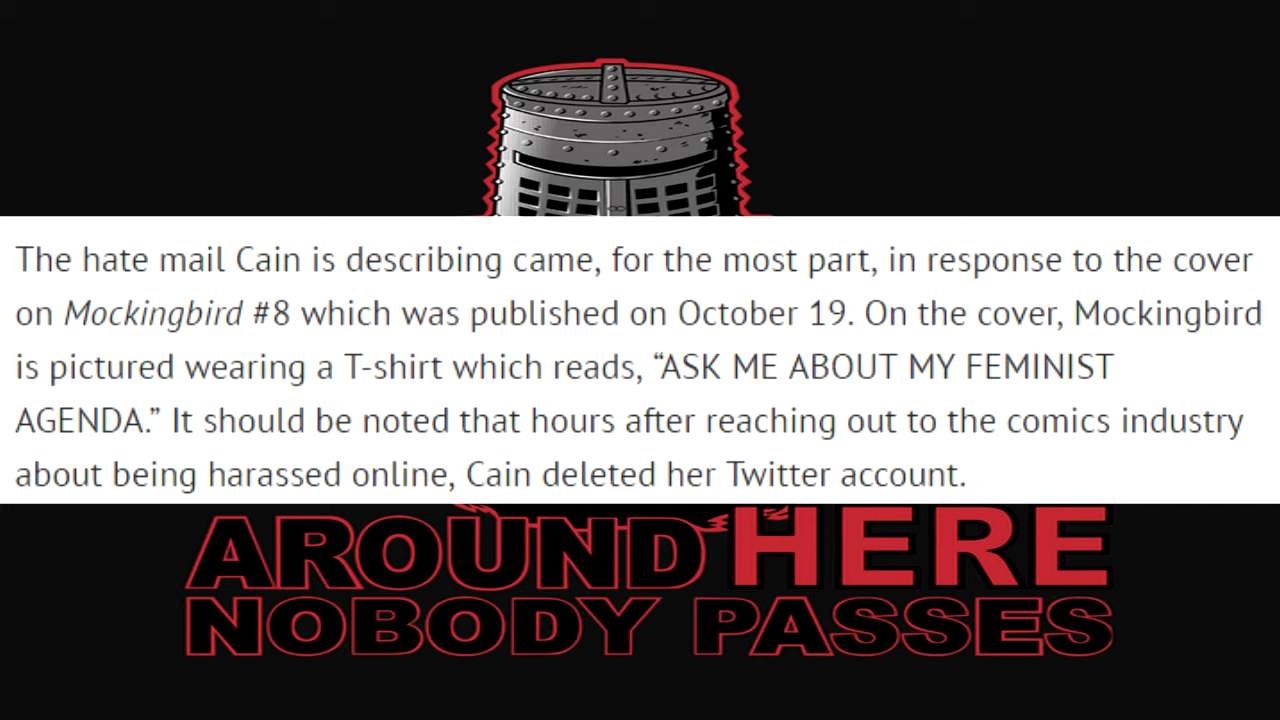 The hate mail Cain is describing came, for the most part, in response to the cover
on Mockingbird #8 which was published on October 19. On the cover, Mockingbird
is pictured wearing a T-shirt which reads, “ASK ME ABOUT MY FEMINIST
AGENDA.” It should be noted that hours after reaching out to the comics industry
about being harassed online, Cain deleted her Twitter account.
AROUND HERE
NOBODY PASSES